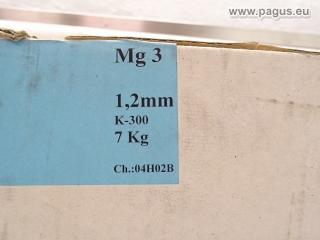 www.pagus.eu
Mg 3
1,2mm
K-300
7 Kg
Ch.:04H02B